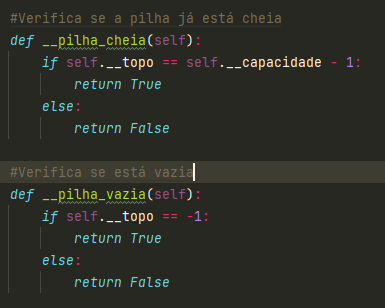 #Verifica se a pilha já está cheia
def __pilha_cheia(self):
    if self.__topo == self.__capacidade - 1:
        return True
    else:
        return False
#Verifica se está vazia
def __pilha_vazia(self):
    if self.__topo == -1:
        return True
    else:
        return False